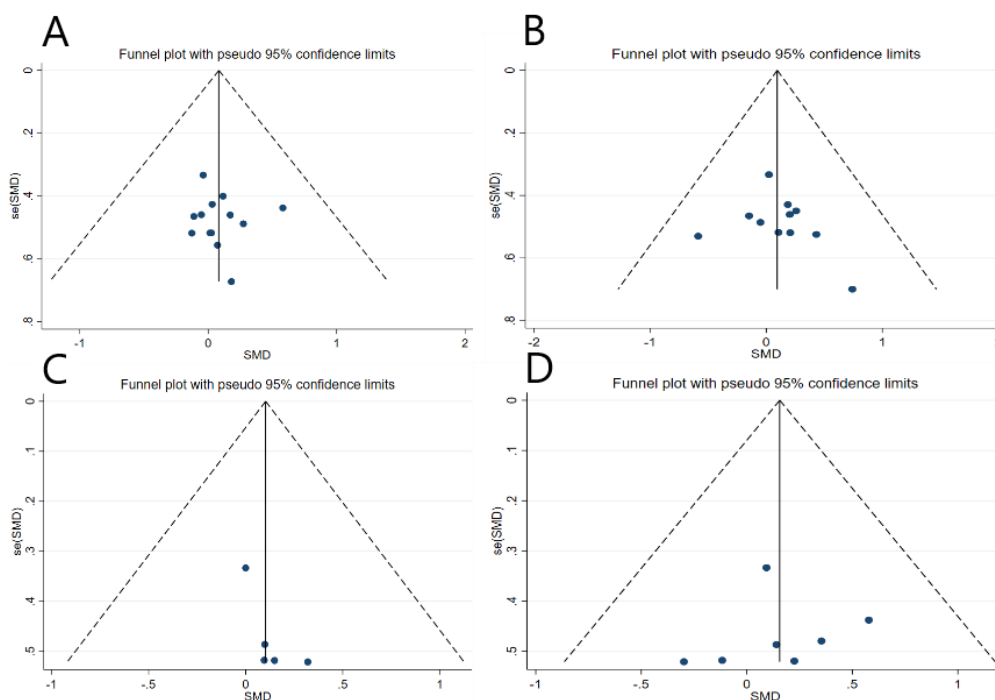 A
Funnel plot with pseudo 95% confidence limits
se(SMD)
0
.2
.4
.6
.8
-1 0 1 2
SMD
B
Funnel plot with pseudo 95% confidence limits
se(SMD)
0
.2
.4
.6
.8
-2 -1 0 1
SMD
C
Funnel plot with pseudo 95% confidence limits
se(SMD)
0
.1
.2
.3
.4
.5
-1 -.5 0 .5 1
SMD
D
Funnel plot with pseudo 95% confidence limits
se(SMD)
0
.1
.2
.3
.4
.5
-1 -.5 0 .5 1
SMD